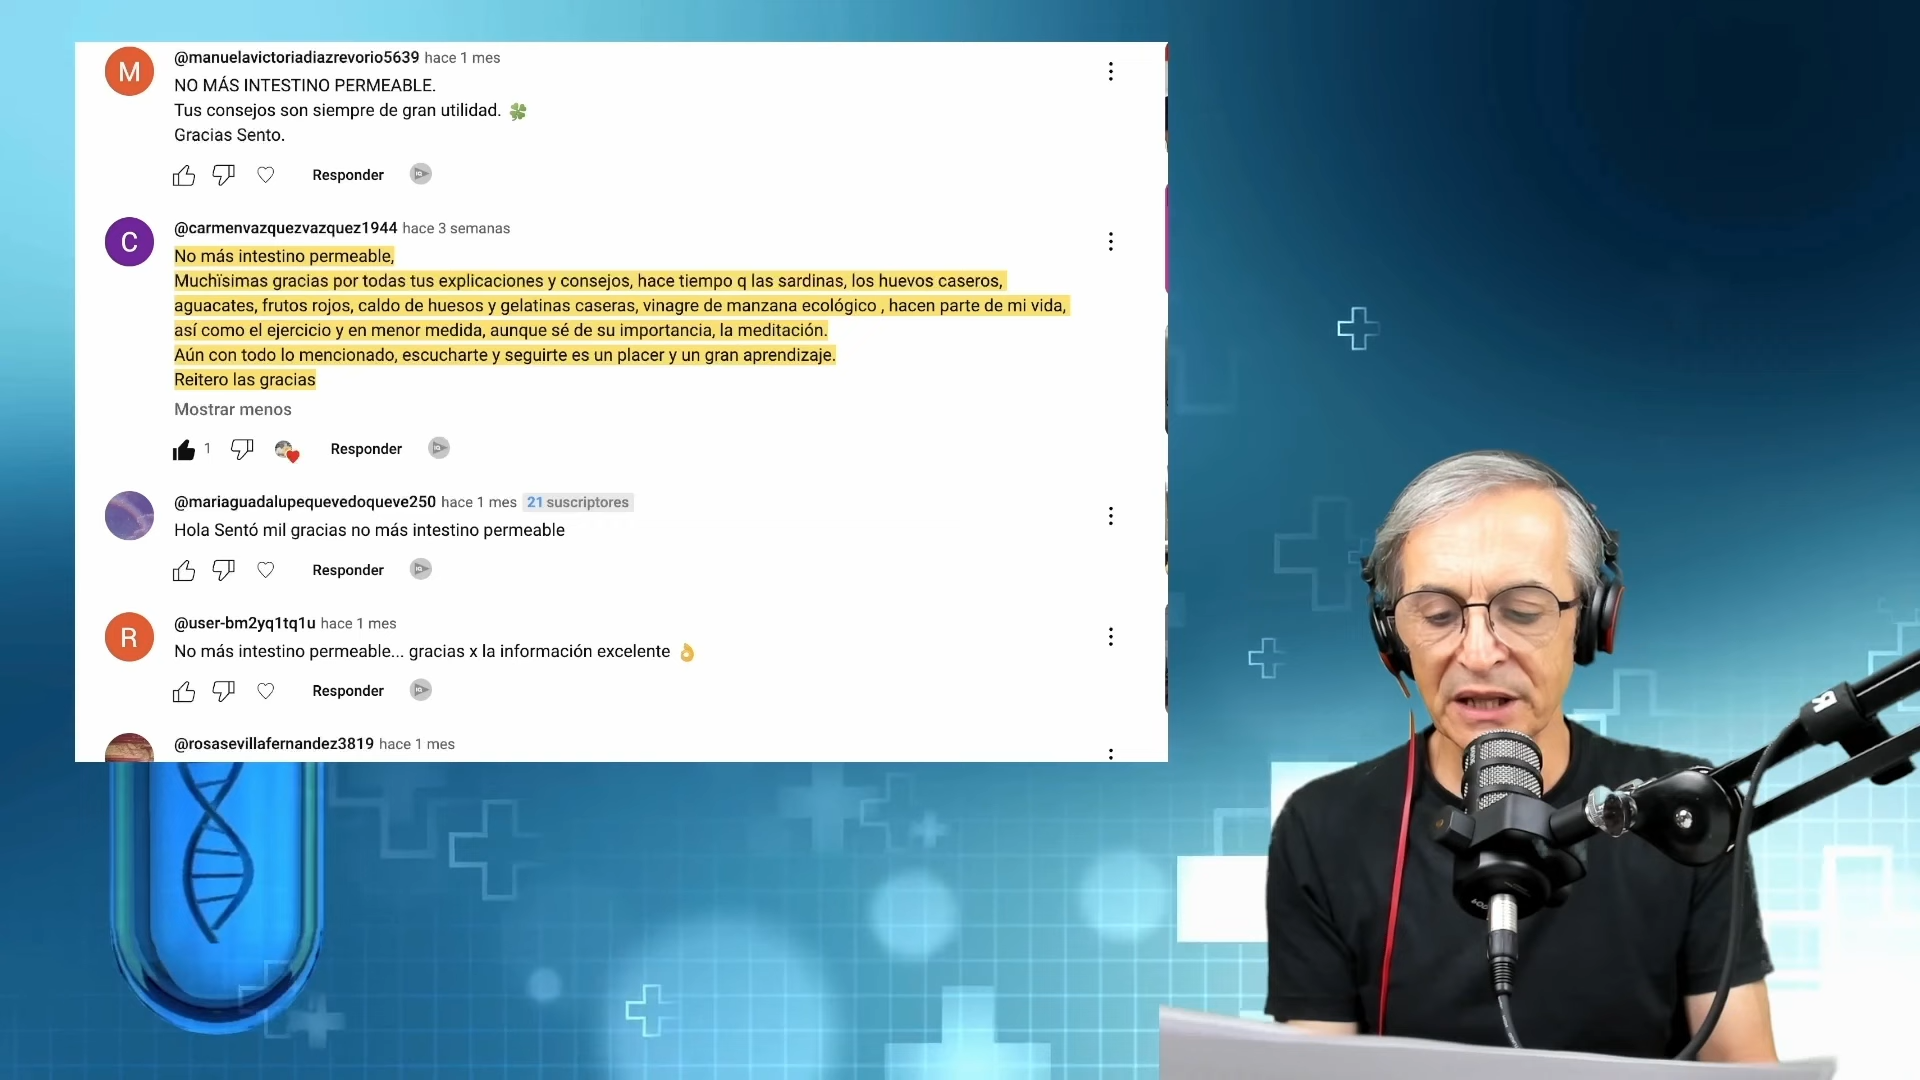 M
@manuelavictoriadiazrevorio5639 hace 1 mes
NO MÁS INTESTINO PERMEABLE.
Tus consejos son siempre de gran utilidad. 🍀
Gracias Sento.
Responder
C
@carmenvazquezvazquez1944 hace 3 semanas
No más intestino permeable,
Muchïsimas gracias por todas tus explicaciones y consejos, hace tiempo q las sardinas, los huevos caseros,
aguacates, frutos rojos, caldo de huesos y gelatinas caseras, vinagre de manzana ecológico , hacen parte de mi vida,
así como el ejercicio y en menor medida, aunque sé de su importancia, la meditación.
Aún con todo lo mencionado, escucharte y seguirte es un placer y un gran aprendizaje.
Reitero las gracias
Mostrar menos
1 Responder
@mariaguadalupequevedoqueve250 hace 1 mes 21 suscriptores
Hola Sentó mil gracias no más intestino permeable
Responder
R
@user-bm2yq1tq1u hace 1 mes
No más intestino permeable... gracias x la información excelente 👌
Responder
@rosasevillafernandez3819 hace 1 mes